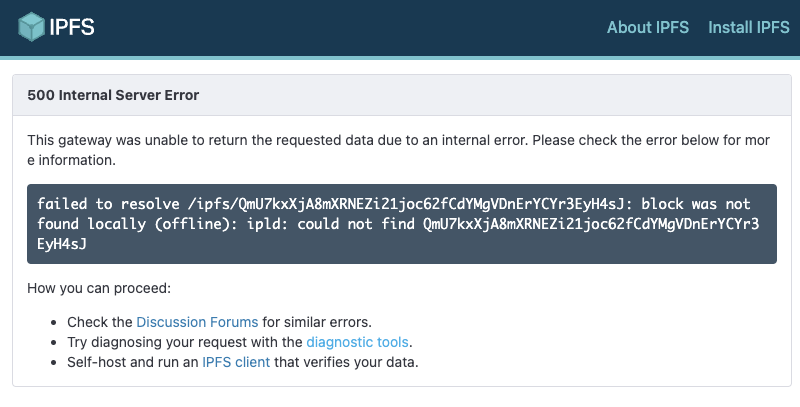 IPFS
About IPFS Install IPFS
500 Internal Server Error
This gateway was unable to return the requested data due to an internal error. Please check the error below for mor
e information.
failed to resolve /ipfs/QmU7kxXjA8mXRNEZi21joc62fCdYMgVDnErYCYr3EyH4sJ: block was not
found locally (offline): ipld: could not find QmU7kxXjA8mXRNEZi21joc62fCdYMgVDnErYCYr3
EyH4sJ
How you can proceed:
• Check the Discussion Forums for similar errors.
• Try diagnosing your request with the diagnostic tools.
• Self-host and run an IPFS client that verifies your data.